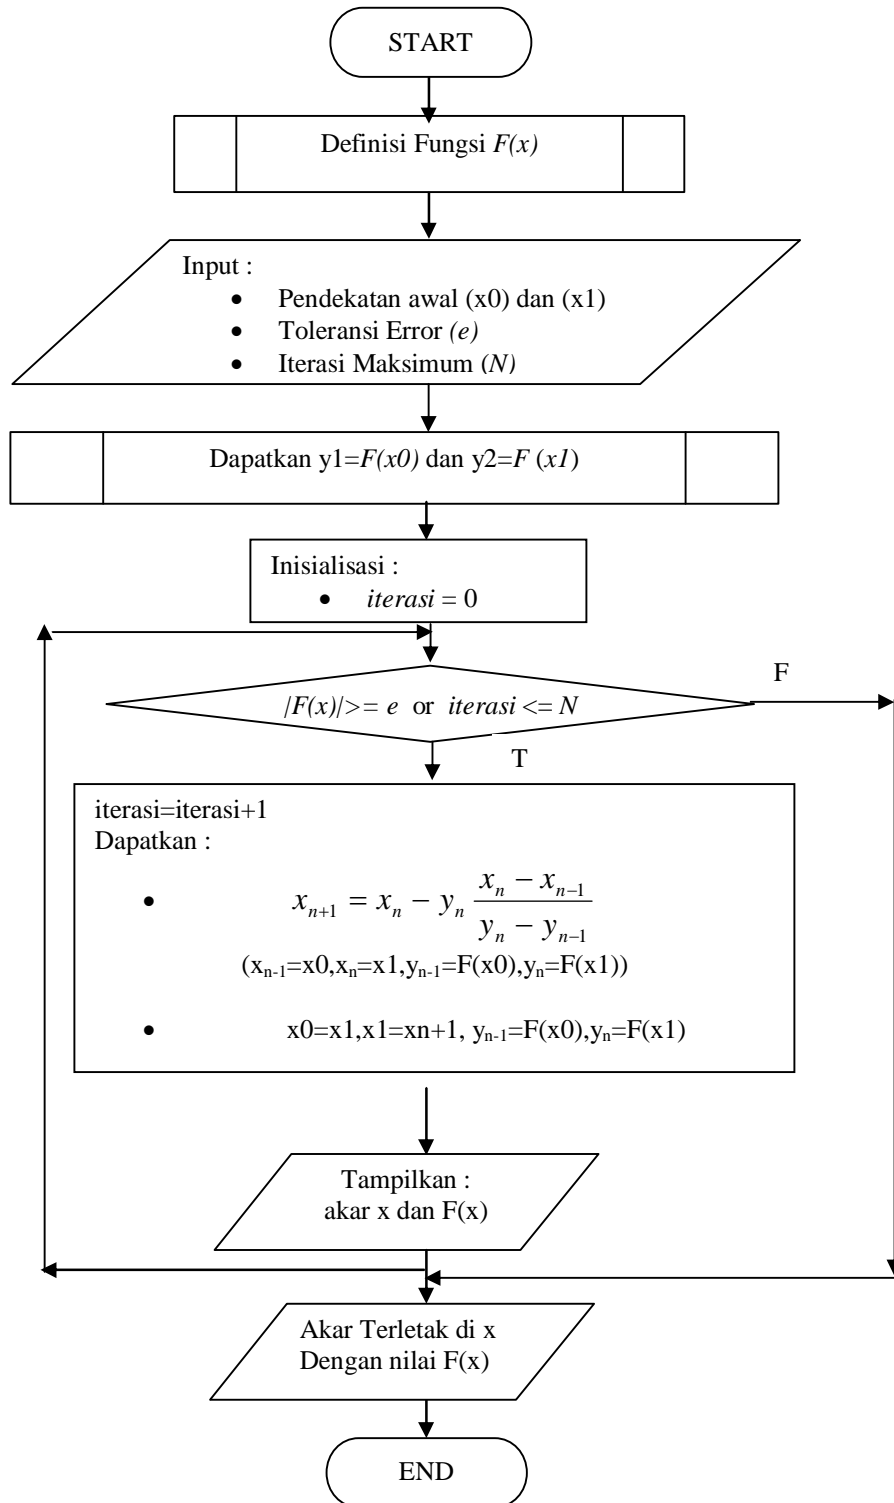 START
Definisi Fungsi F(x)
Input :
• Pendekatan awal (x0) dan (x1)
• Toleransi Error (e)
• Iterasi Maksimum (N)
Dapatkan y1=F(x0) dan y2=F (x1)
Inisialisasi :
• iterasi = 0
F
|F(x)|>= e or iterasi <= N
T
iterasi=iterasi+1
Dapatkan :
• x_{n+1} = x_n − y_n \frac{x_n − x_{n−1}}{y_n − y_{n−1}}
(x_{n-1}=x0,x_n=x1,y_{n-1}=F(x0),y_n=F(x1))
• x0=x1,x1=xn+1, y_{n-1}=F(x0),y_n=F(x1)
Tampilkan :
akar x dan F(x)
Akar Terletak di x
Dengan nilai F(x)
END